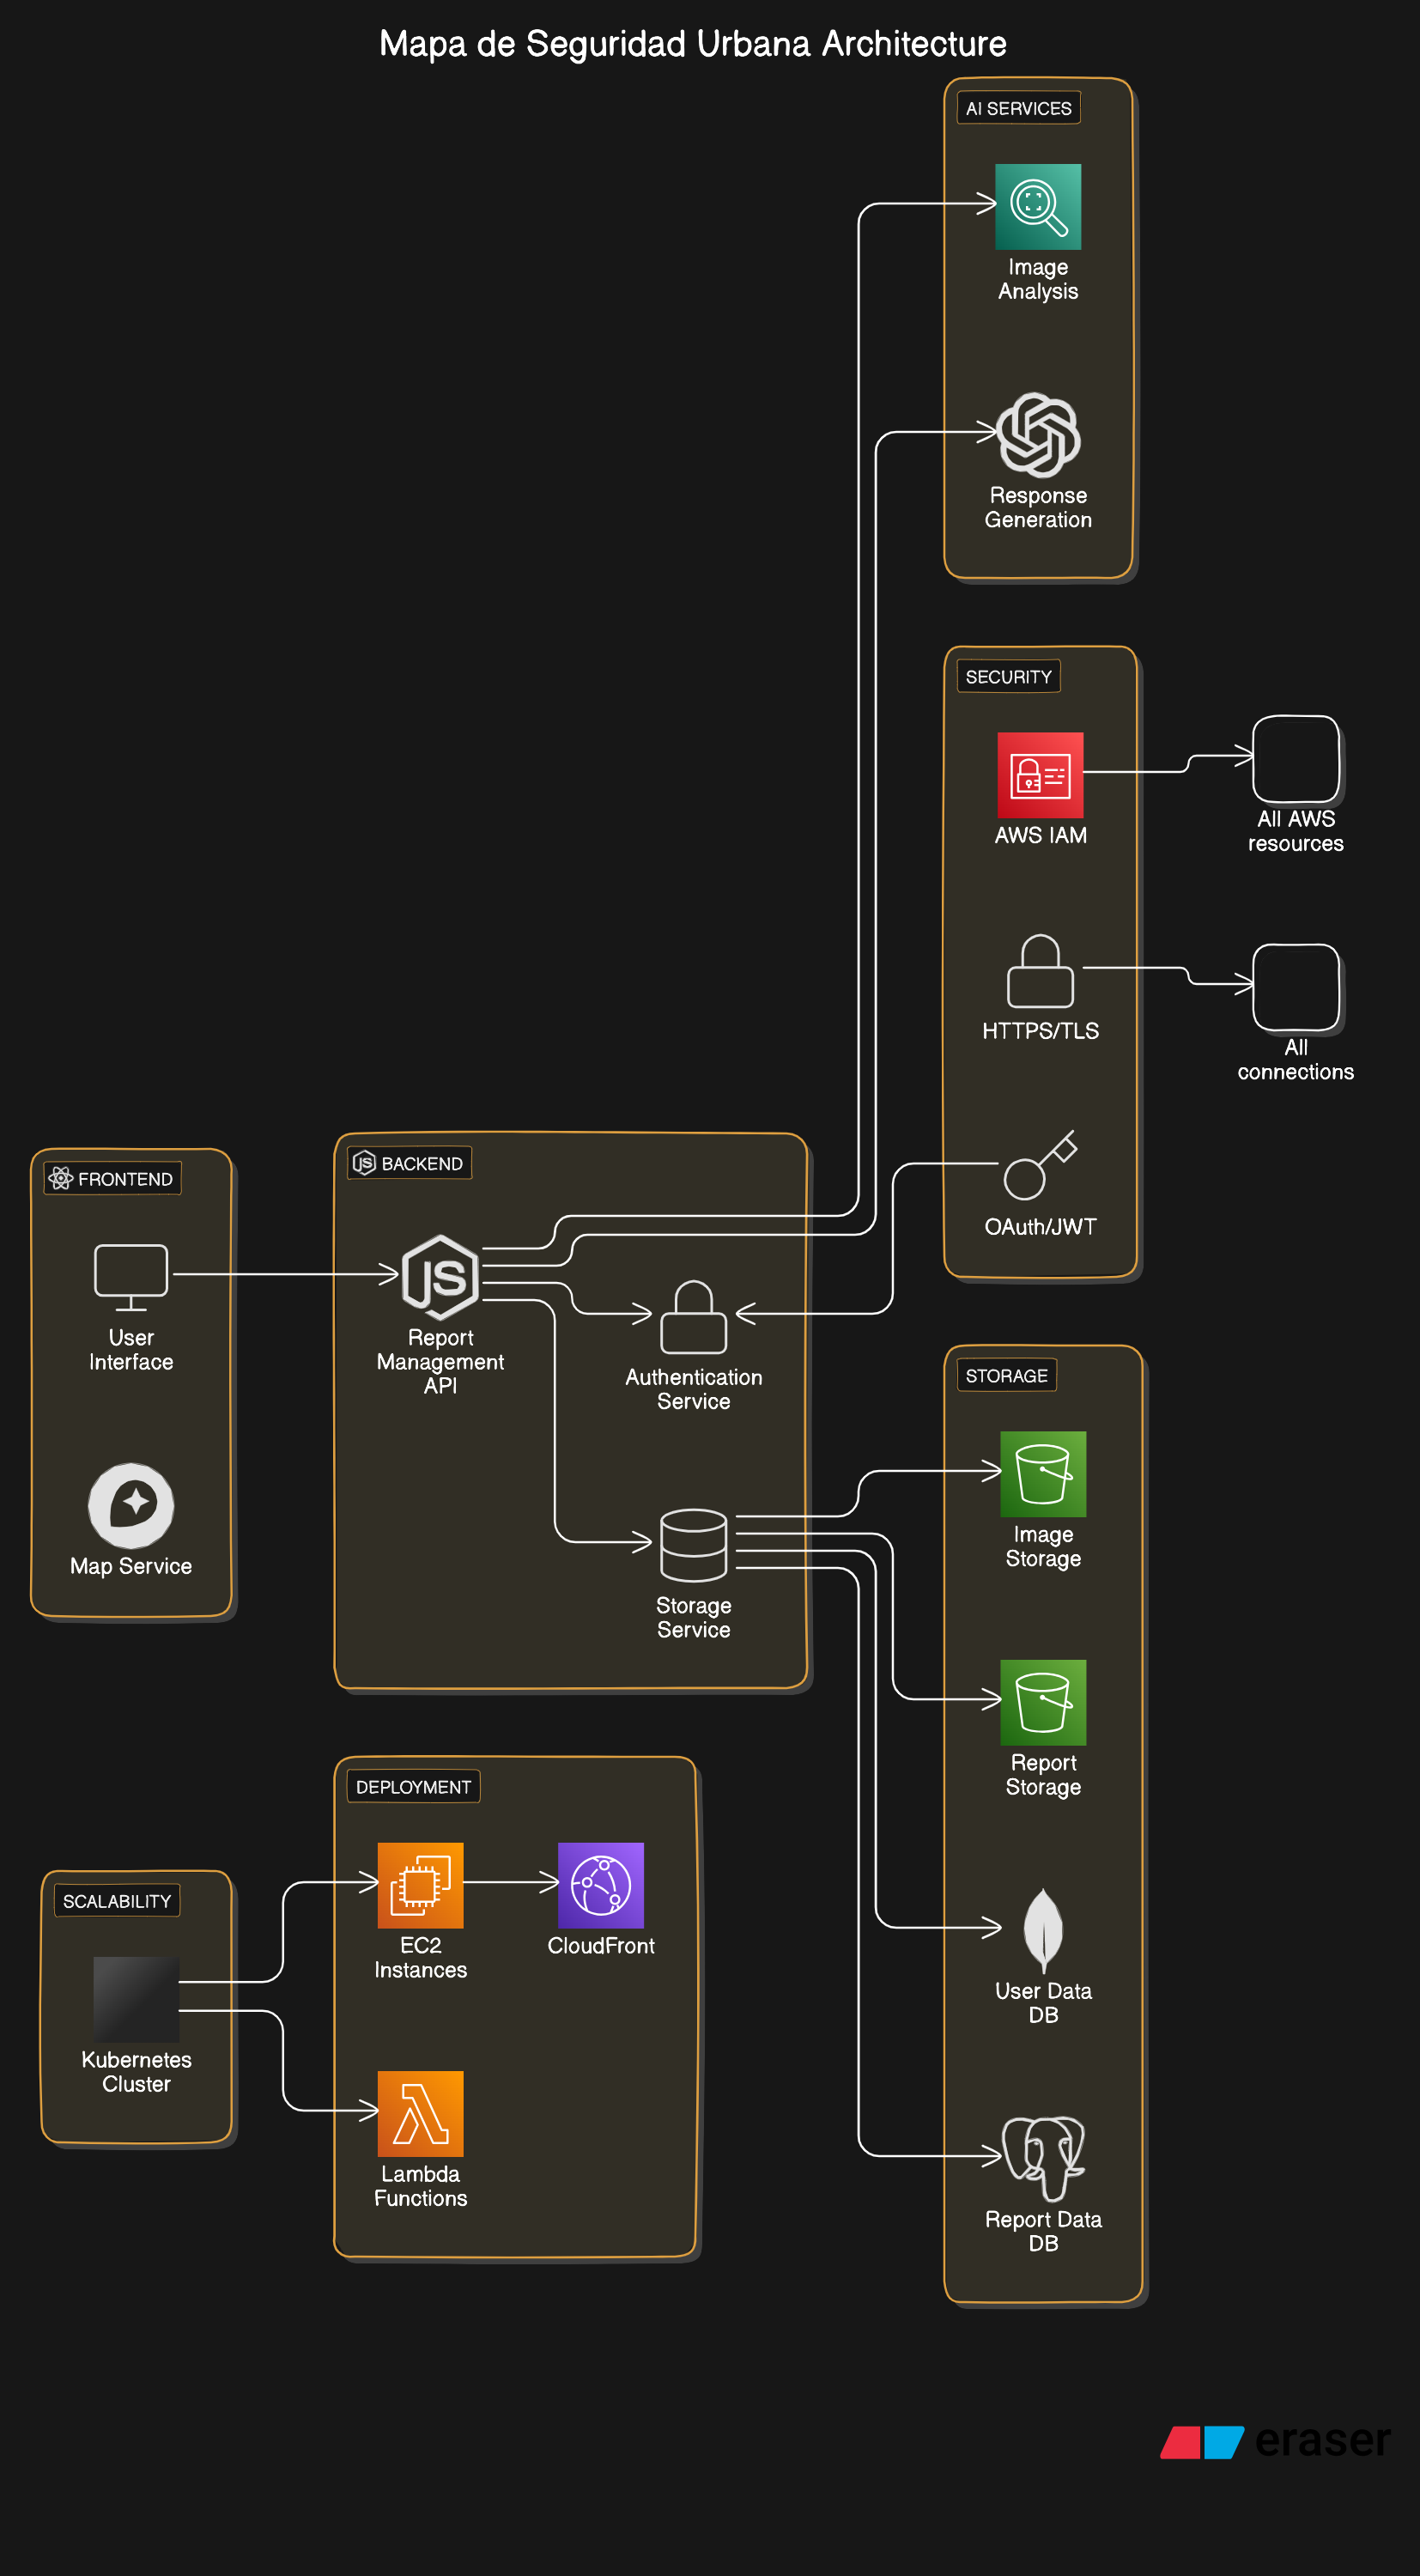 Mapa de Seguridad Urbana Architecture
AI SERVICES
Image
Analysis
Response
Generation
SECURITY
AWS IAM
All AWS
resources
HTTPS/TLS
All
connections
OAuth/JWT
FRONTEND
User
Interface
Map Service
JS BACKEND
JS
Report
Management
API
Authentication
Service
Storage
Service
STORAGE
Image
Storage
Report
Storage
User Data
DB
Report Data
DB
DEPLOYMENT
EC2
Instances
CloudFront
Lambda
Functions
SCALABILITY
Kubernetes
Cluster
eraser